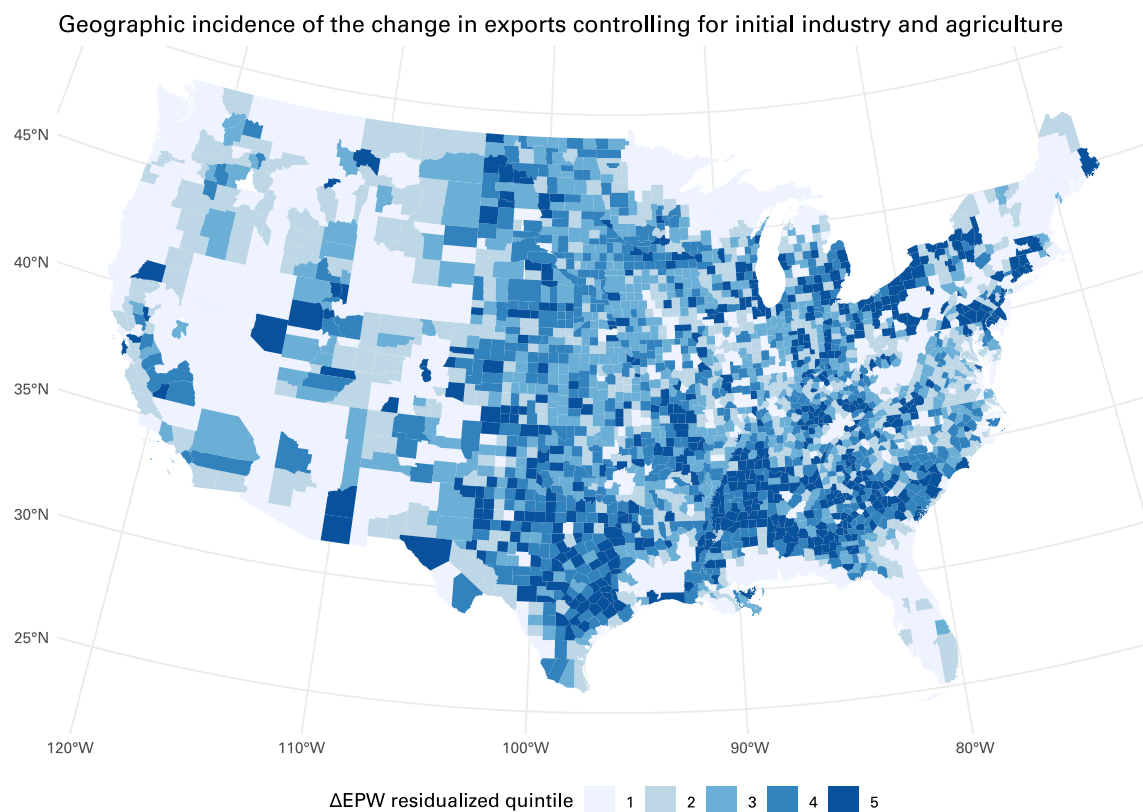 Geographic incidence of the change in exports controlling for initial industry and agriculture
45°N
40°N
35°N
30°N
25°N
120°W 110°W 100°W 90°W 80°W
ΔEPW residualized quintile 1 2 3 4 5